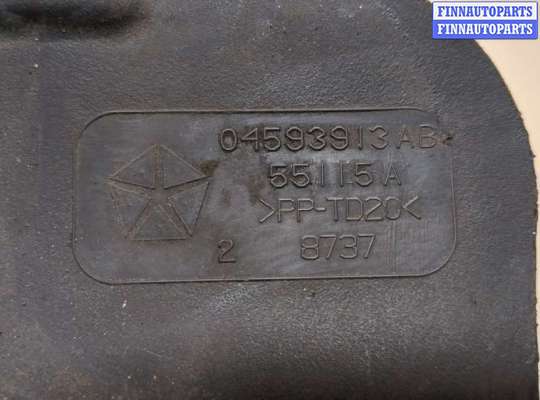 FINNAUTOPARTS
FINNAUTOPARTS
04593913AB
55115A
>PP-TD20<
2 8737